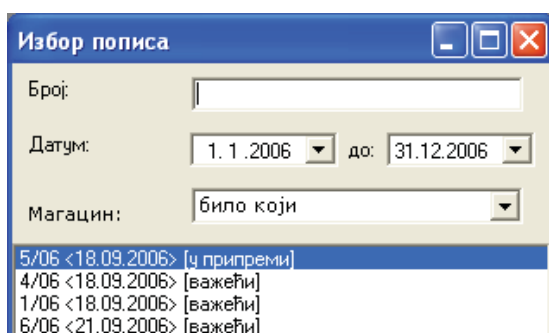 Избор пописа
Број:
Датум: 1. 1 .2006 до: 31.12.2006
Магацин: било који
5/06 <18.09.2006> [у припреми]
4/06 <18.09.2006> [важећи]
1/06 <18.09.2006> [важећи]
6/06 <21.09.2006> [важећи]